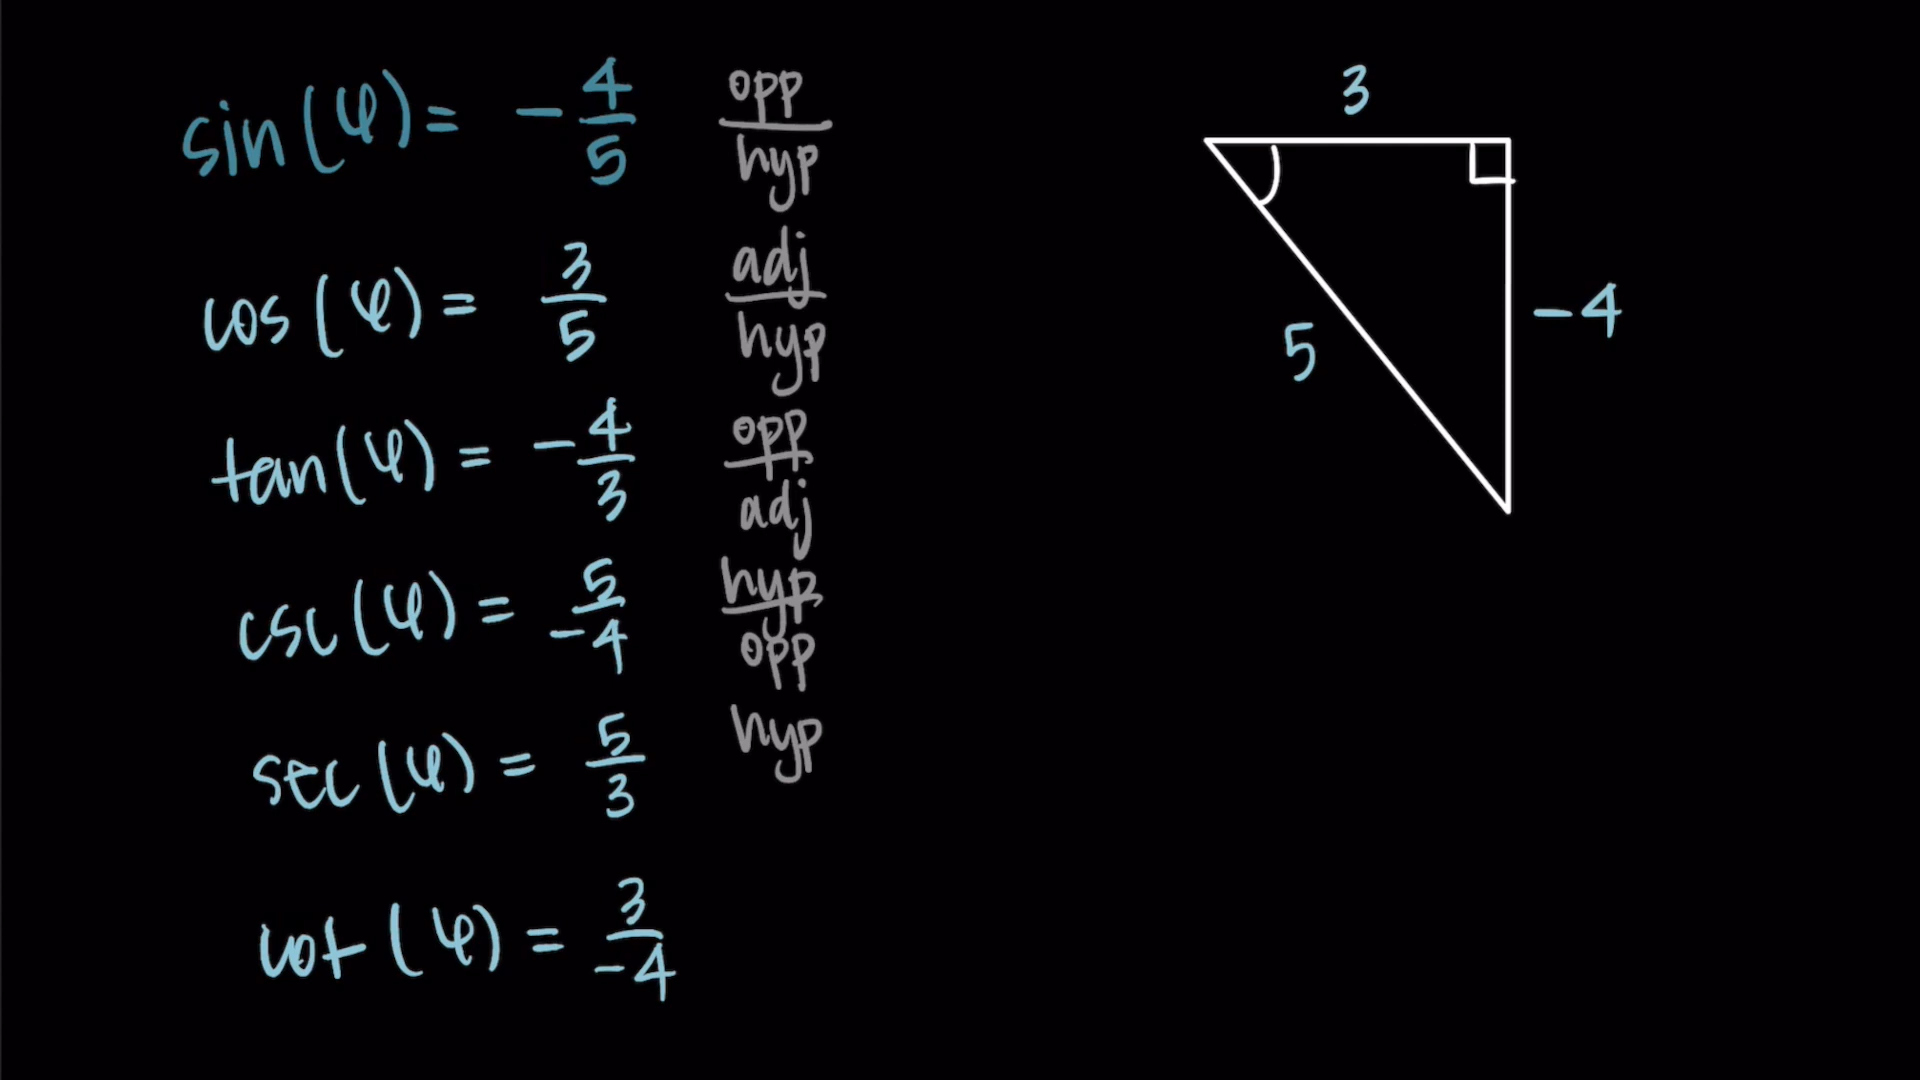 sin(φ) = -4/5 opp/hyp
cos(φ) = 3/5 adj/hyp
tan(φ) = -4/3 opp/adj
csc(φ) = 5/-4 hyp/opp
sec(φ) = 5/3 hyp
cot(φ) = 3/-4
3
5
-4